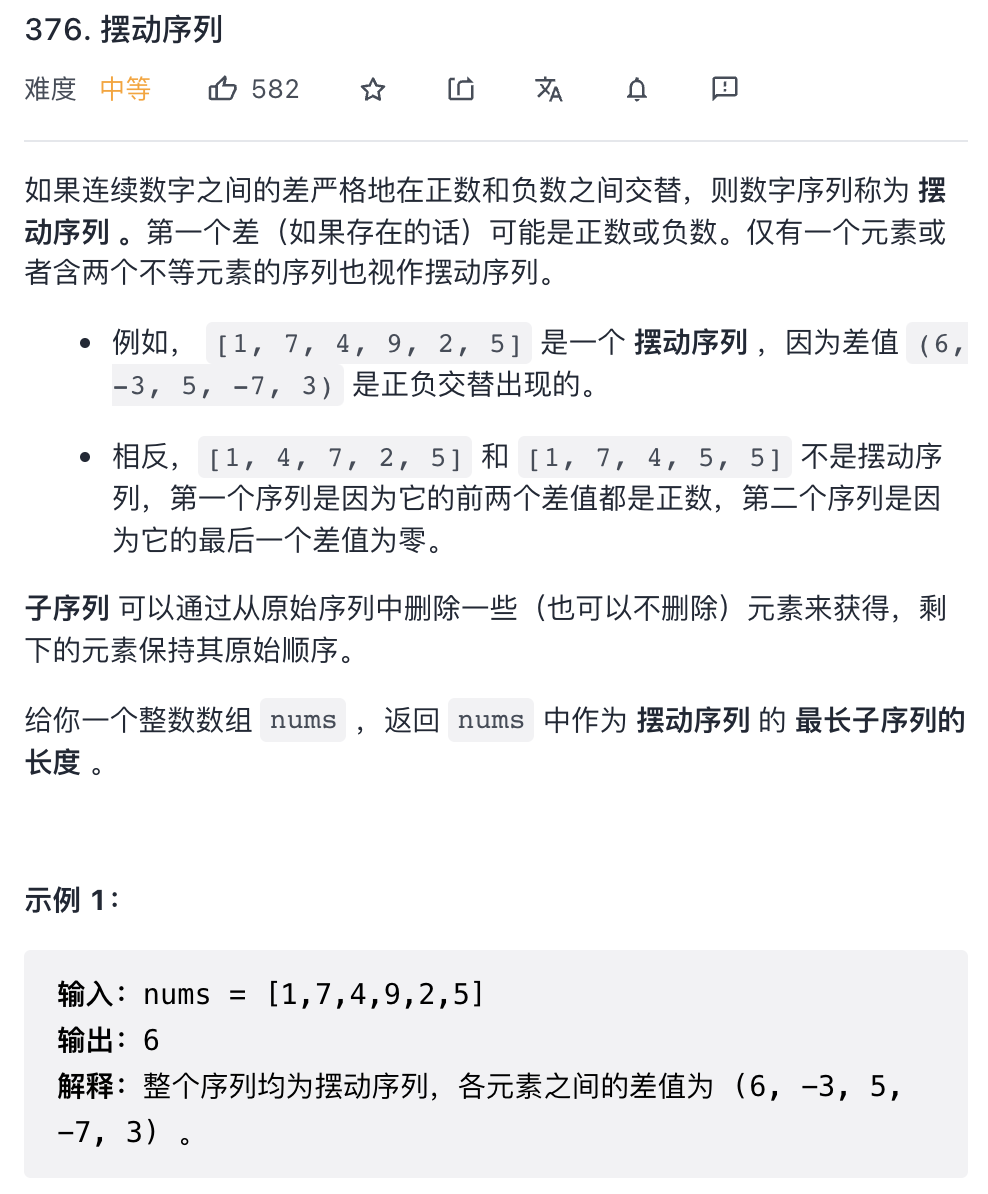 376. 摆动序列
难度 中等 582
如果连续数字之间的差严格地在正数和负数之间交替，则数字序列称为 摆
动序列 。第一个差（如果存在的话）可能是正数或负数。仅有一个元素或
者含两个不等元素的序列也视作摆动序列。
例如， [1, 7, 4, 9, 2, 5] 是一个 摆动序列 ，因为差值 (6,
-3, 5, -7, 3) 是正负交替出现的。
相反，[1, 4, 7, 2, 5] 和 [1, 7, 4, 5, 5] 不是摆动序
列，第一个序列是因为它的前两个差值都是正数，第二个序列是因
为它的最后一个差值为零。
子序列 可以通过从原始序列中删除一些（也可以不删除）元素来获得，剩
下的元素保持其原始顺序。
给你一个整数数组 nums ，返回 nums 中作为 摆动序列 的 最长子序列的
长度 。
示例 1：
输入：nums = [1,7,4,9,2,5]
输出：6
解释：整个序列均为摆动序列，各元素之间的差值为 (6, -3, 5,
-7, 3) 。